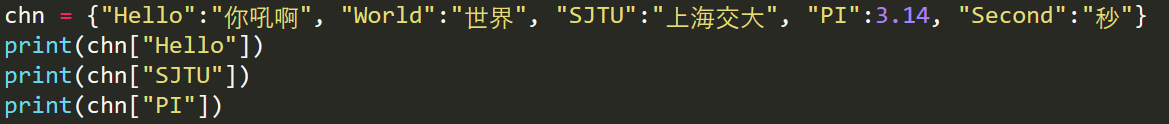 chn = {"Hello":"你吼啊", "World":"世界", "SJTU":"上海交大", "PI":3.14, "Second":"秒"}
print(chn["Hello"])
print(chn["SJTU"])
print(chn["PI"])